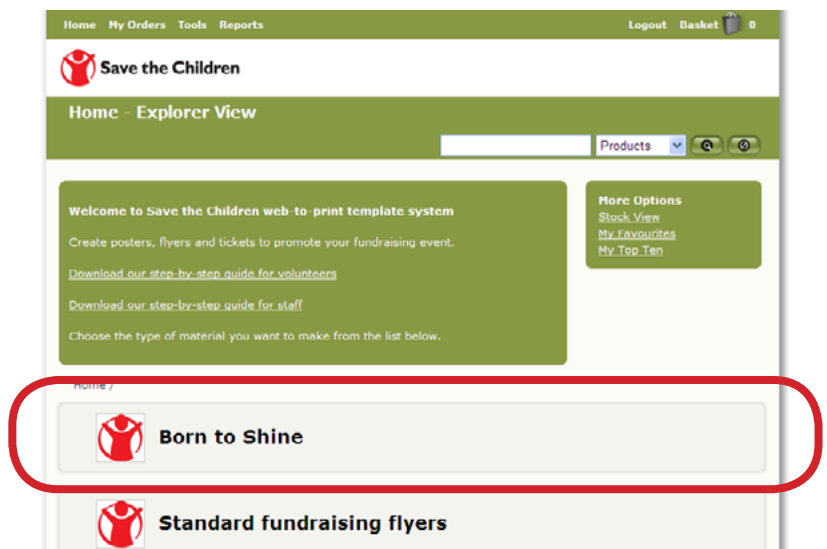 Home My Orders Tools Reports Logout Basket 0
Save the Children
Home - Explorer View
Products
Welcome to Save the Children web-to-print template system
Create posters, flyers and tickets to promote your fundraising event.
Download our step-by-step guide for volunteers
Download our step-by-step guide for staff
Choose the type of material you want to make from the list below.
More Options
Stock View
My Favourites
My Top Ten
Home /
Born to Shine
Standard fundraising flyers